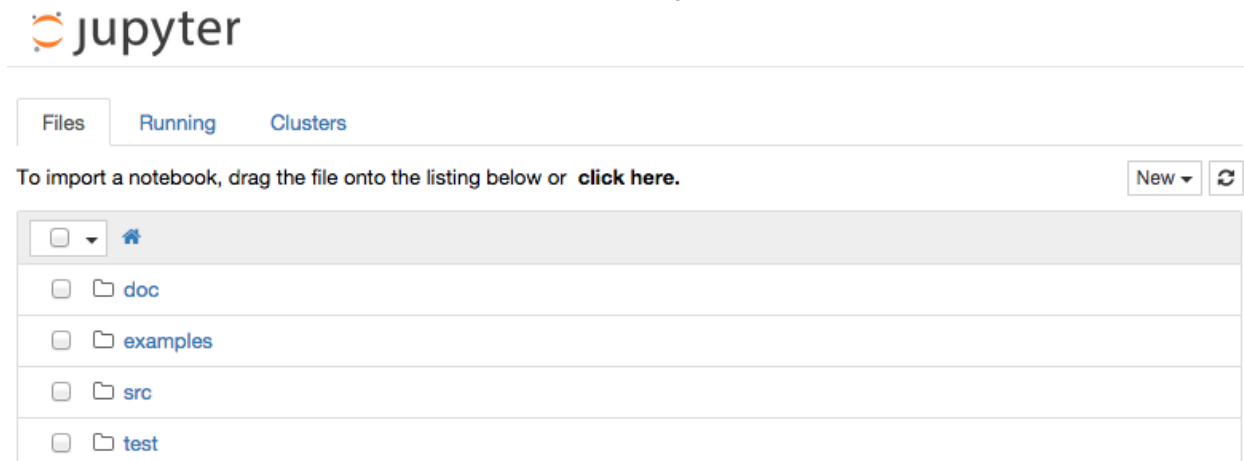 jupyter
Files Running Clusters
To import a notebook, drag the file onto the listing below or click here. New
doc
examples
src
test